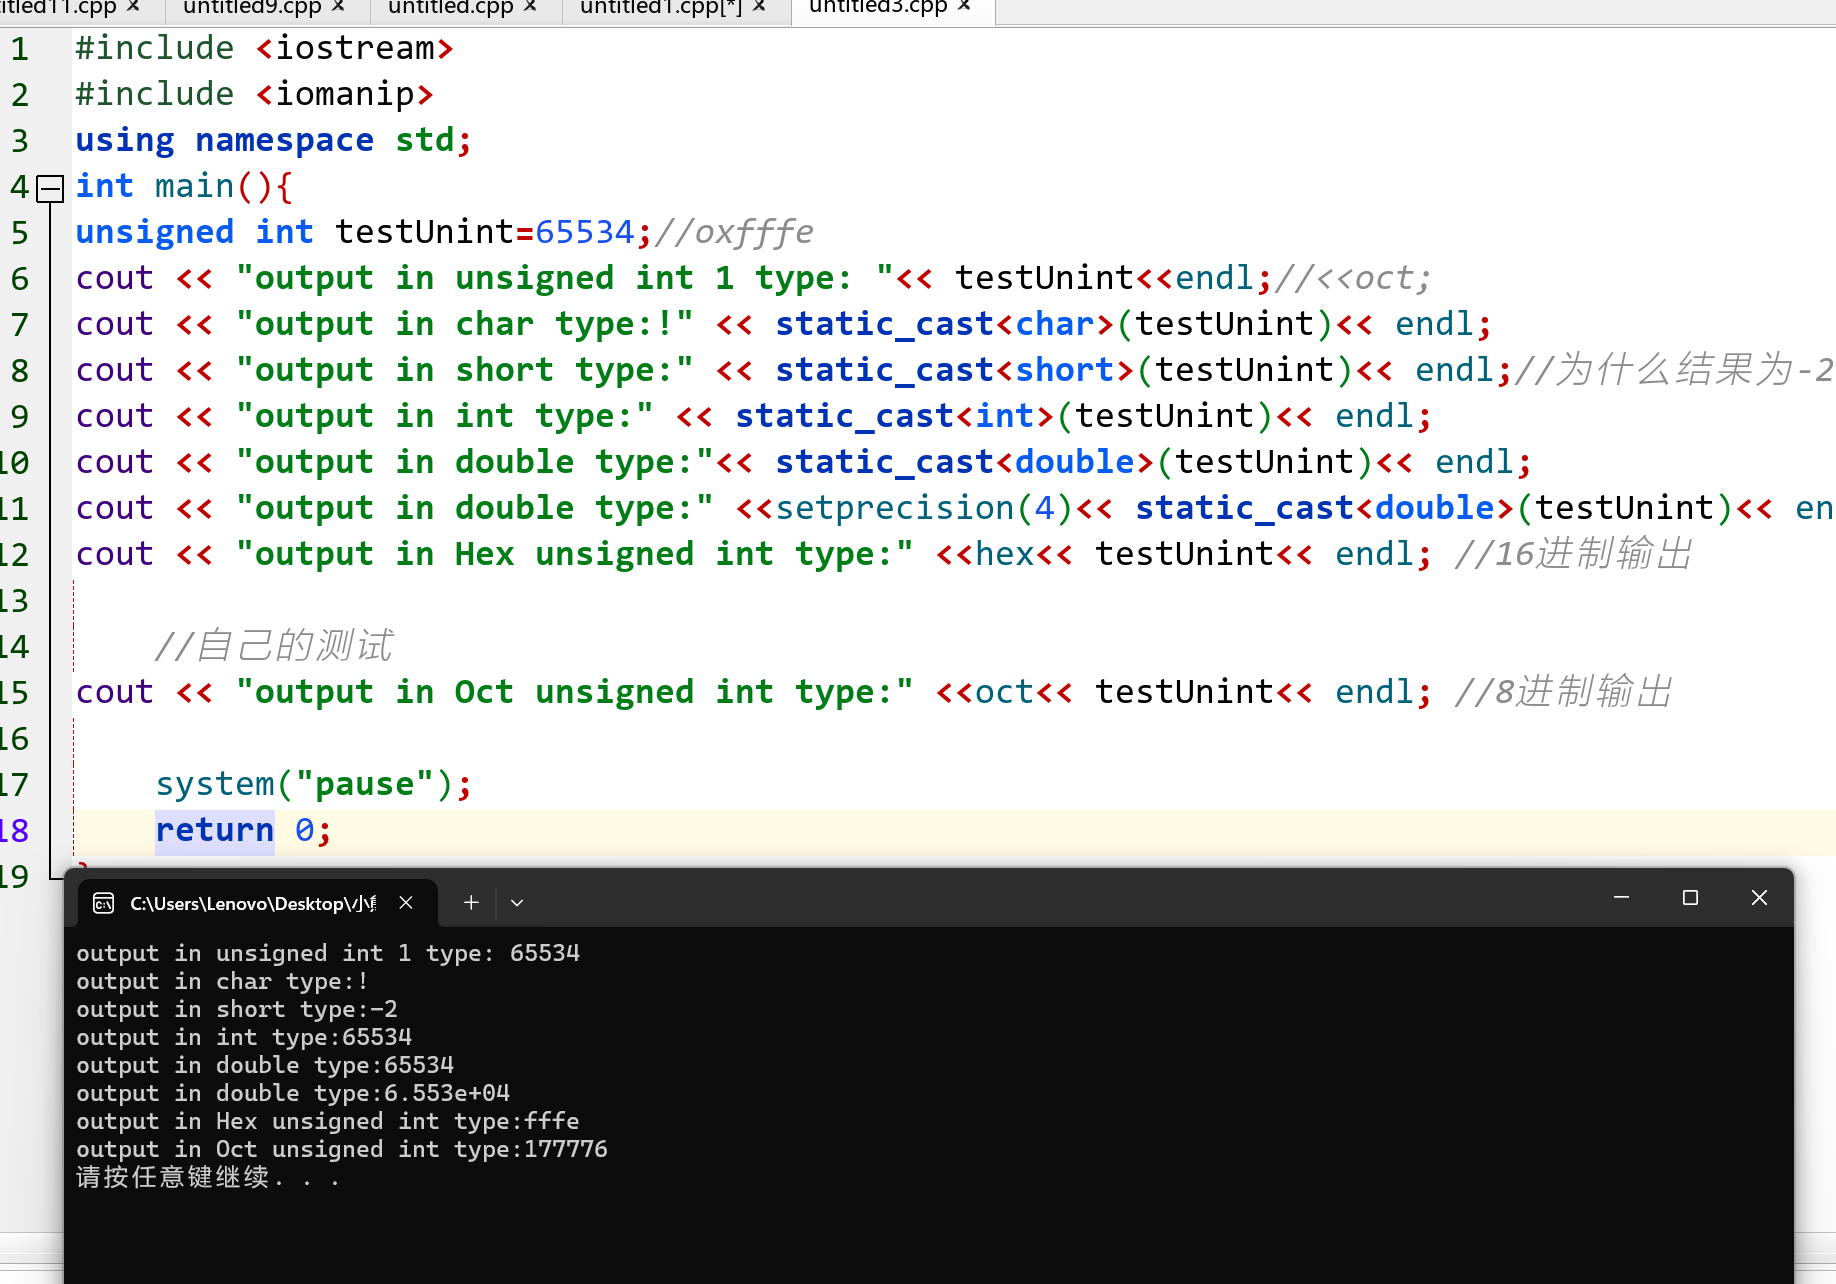 titled11.cpp × untitled9.cpp × untitled.cpp × untitled1.cpp[*] × untitled3.cpp ×
1 #include <iostream>
2 #include <iomanip>
3 using namespace std;
4 int main(){
5 unsigned int testUnint=65534;//oxfffe
6 cout << "output in unsigned int 1 type: "<< testUnint<<endl;//<<oct;
7 cout << "output in char type:!" << static_cast<char>(testUnint)<< endl;
8 cout << "output in short type:" << static_cast<short>(testUnint)<< endl;//为什么结果为-2
9 cout << "output in int type:" << static_cast<int>(testUnint)<< endl;
10 cout << "output in double type:"<< static_cast<double>(testUnint)<< endl;
11 cout << "output in double type:" <<setprecision(4)<< static_cast<double>(testUnint)<< en
12 cout << "output in Hex unsigned int type:" <<hex<< testUnint<< endl; //16进制输出
13
14 //自己的测试
15 cout << "output in Oct unsigned int type:" <<oct<< testUnint<< endl; //8进制输出
16
17 system("pause");
18 return 0;
19
C:\Users\Lenovo\Desktop\小
output in unsigned int 1 type: 65534
output in char type:!
output in short type:-2
output in int type:65534
output in double type:65534
output in double type:6.553e+04
output in Hex unsigned int type:fffe
output in Oct unsigned int type:177776
请按任意键继续. . .